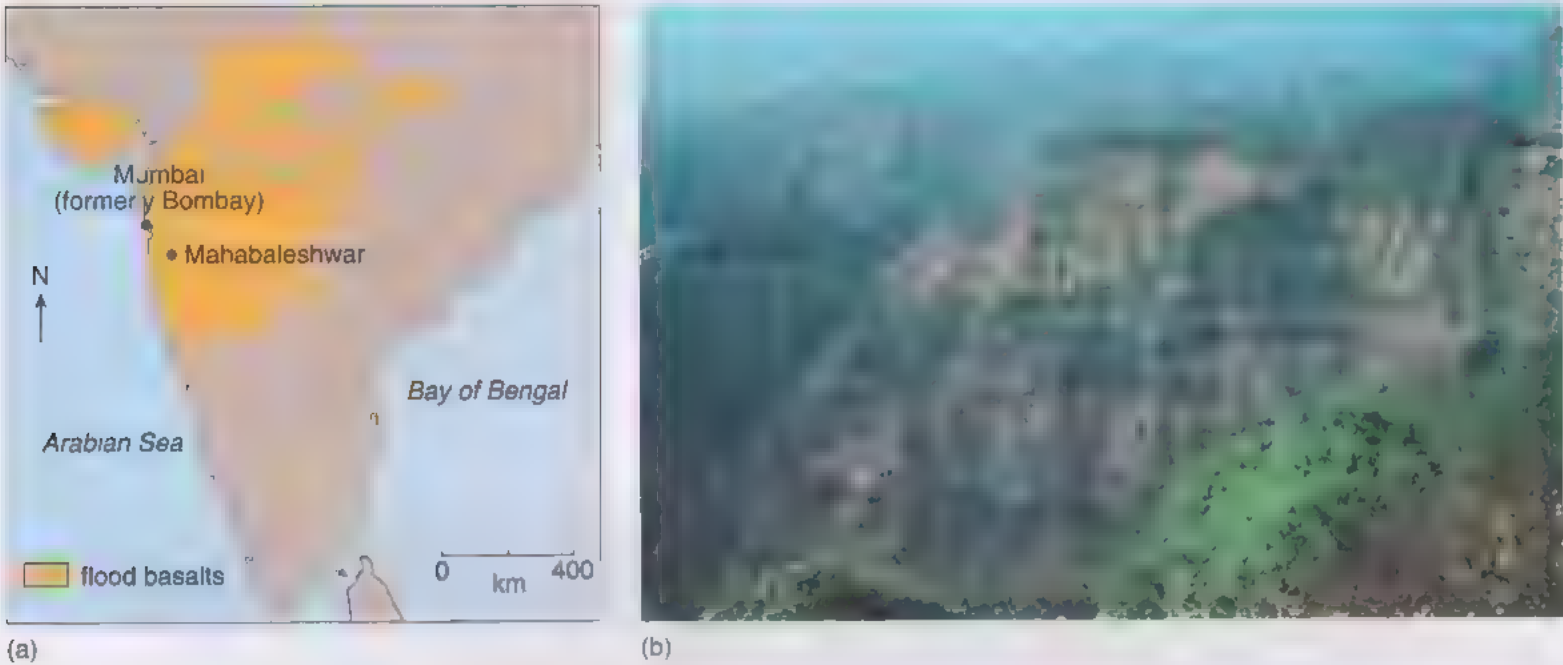 Mumbai
(formerly Bombay)
Mahabaleshwar
N
Bay of Bengal
Arabian Sea
flood basalts
0 400
km
(a)
(b)